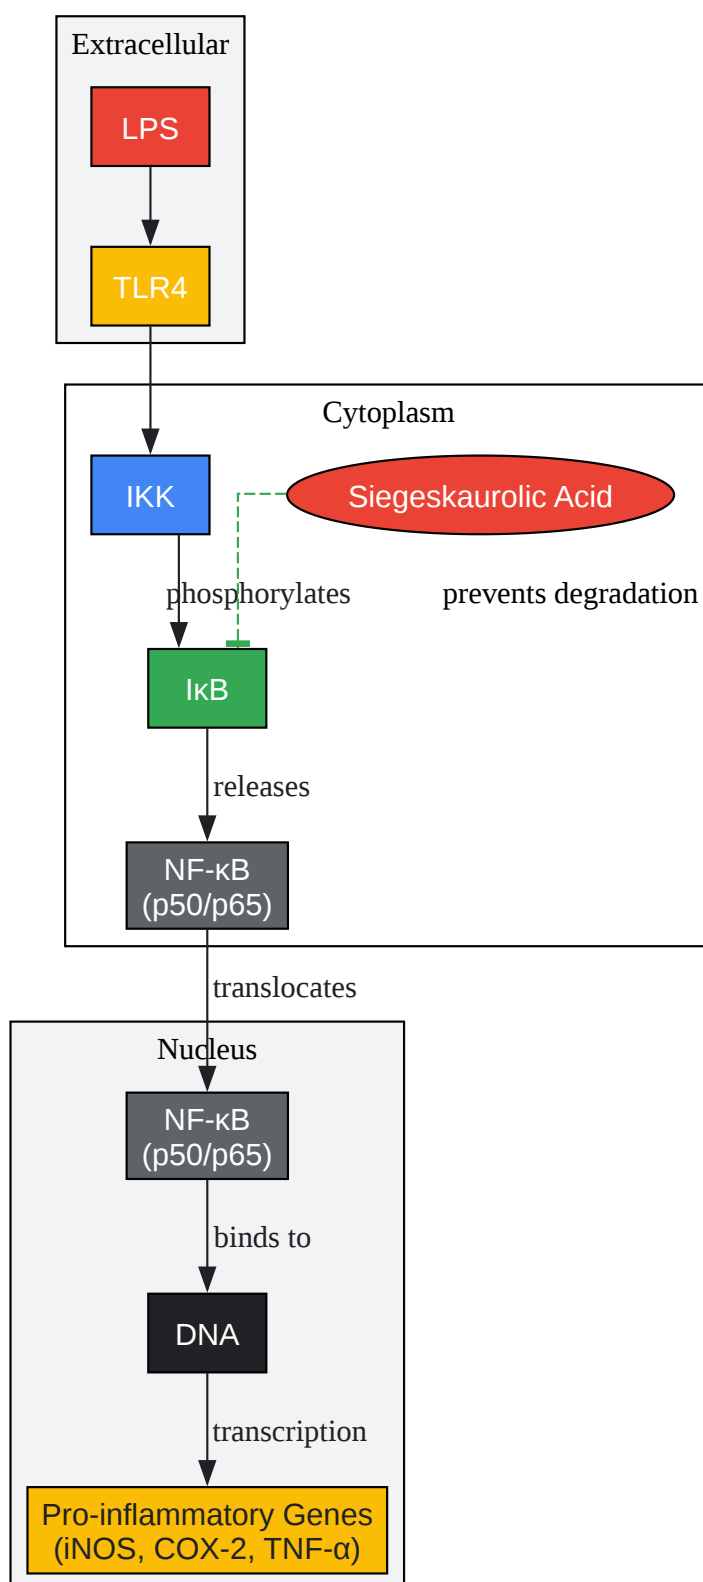 Extracellular
LPS
TLR4
Cytoplasm
IKK
Siegeskaurolic Acid
phosphorylates
prevents degradation
IκB
releases
NF-κB
(p50/p65)
translocates
Nucleus
NF-κB
(p50/p65)
binds to
DNA
transcription
Pro-inflammatory Genes
(iNOS, COX-2, TNF-α)